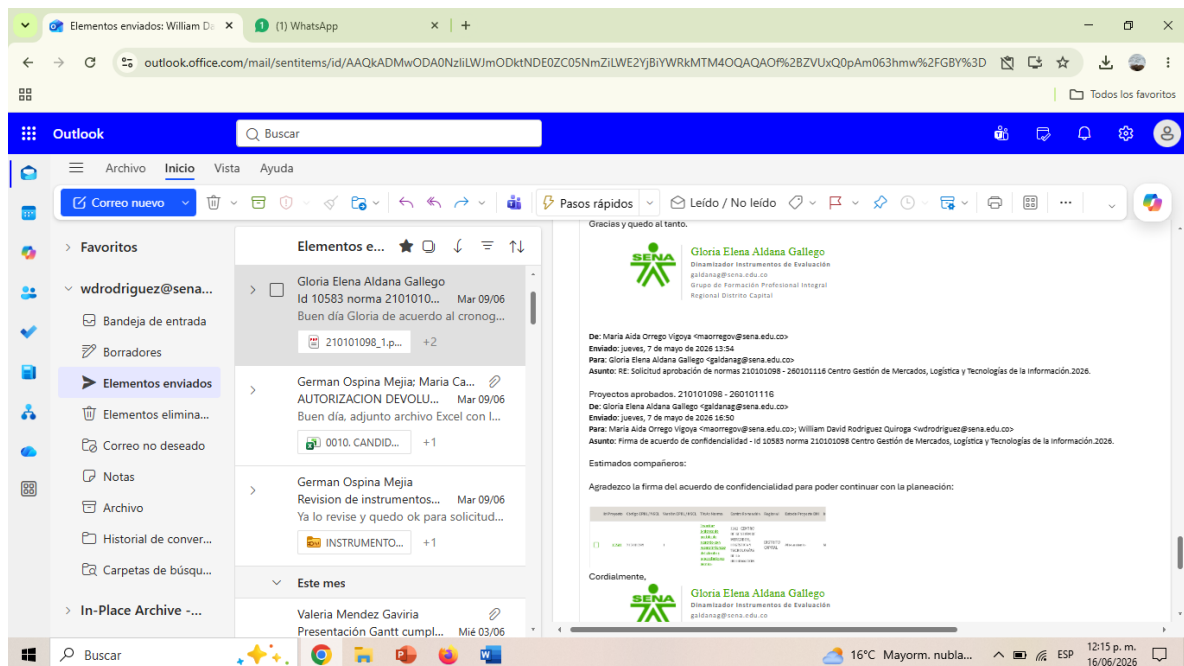 Elementos enviados: William Da
(1) WhatsApp
outlook.office.com/mail/sentitems/id/AAQkADMwODA0NzliLWJmODktNDE0ZC05NmZiLWE2YjBiYWRkMTM4OQAQAOf%2BZVUxQ0pAm063hmw%2FGBY%3D
Todos los favoritos
Outlook
Buscar
Archivo Inicio Vista Ayuda
Correo nuevo
Pasos rápidos
Leído / No leído
Favoritos
wdrodriguez@sena...
Bandeja de entrada
Borradores
Elementos enviados
Elementos elimina...
Correo no deseado
Notas
Archivo
Historial de conver...
Carpetas de búsqu...
In-Place Archive -...
Elementos e...
Gloria Elena Aldana Gallego
Id 10583 norma 2101010... Mar 09/06
Buen día Gloria de acuerdo al cronog...
210101098_1.p... +2
German Ospina Mejia; Maria Ca...
AUTORIZACION DEVOLU... Mar 09/06
Buen día, adjunto archivo Excel con l...
0010. CANDID... +1
German Ospina Mejia
Revision de instrumentos... Mar 09/06
Ya lo revise y quedo ok para solicitud...
INSTRUMENTO... +1
Este mes
Valeria Mendez Gaviria
Presentación Gantt cumpl... Mié 03/06
Gracias y quedo al tanto.
SENA
Gloria Elena Aldana Gallego
Dinamizador Instrumentos de Evaluación
galdanag@sena.edu.co
Grupo de Formación Profesional Integral
Regional Distrito Capital
De: Maria Aida Orrego Vigoya <maorregov@sena.edu.co>
Enviado: jueves, 7 de mayo de 2026 13:54
Para: Gloria Elena Aldana Gallego <galdanag@sena.edu.co>
Asunto: RE: Solicitud aprobación de normas 210101098 - 260101116 Centro Gestión de Mercados, Logística y Tecnologías de la Información.2026.
Proyectos aprobados. 210101098 - 260101116
De: Gloria Elena Aldana Gallego <galdanag@sena.edu.co>
Enviado: jueves, 7 de mayo de 2026 16:50
Para: Maria Aida Orrego Vigoya <maorregov@sena.edu.co>; William David Rodriguez Quiroga <wdrodriguez@sena.edu.co>
Asunto: Firma de acuerdo de confidencialidad - Id 10583 norma 210101098 Centro Gestión de Mercados, Logística y Tecnologías de la Información.2026.
Estimados compañeros:
Agradezco la firma del acuerdo de confidencialidad para poder continuar con la planeación:
Cordialmente,
SENA
Gloria Elena Aldana Gallego
Dinamizador Instrumentos de Evaluación
galdanag@sena.edu.co
Buscar
16°C Mayorm. nubla...
ESP
12:15 p. m.
16/06/2026